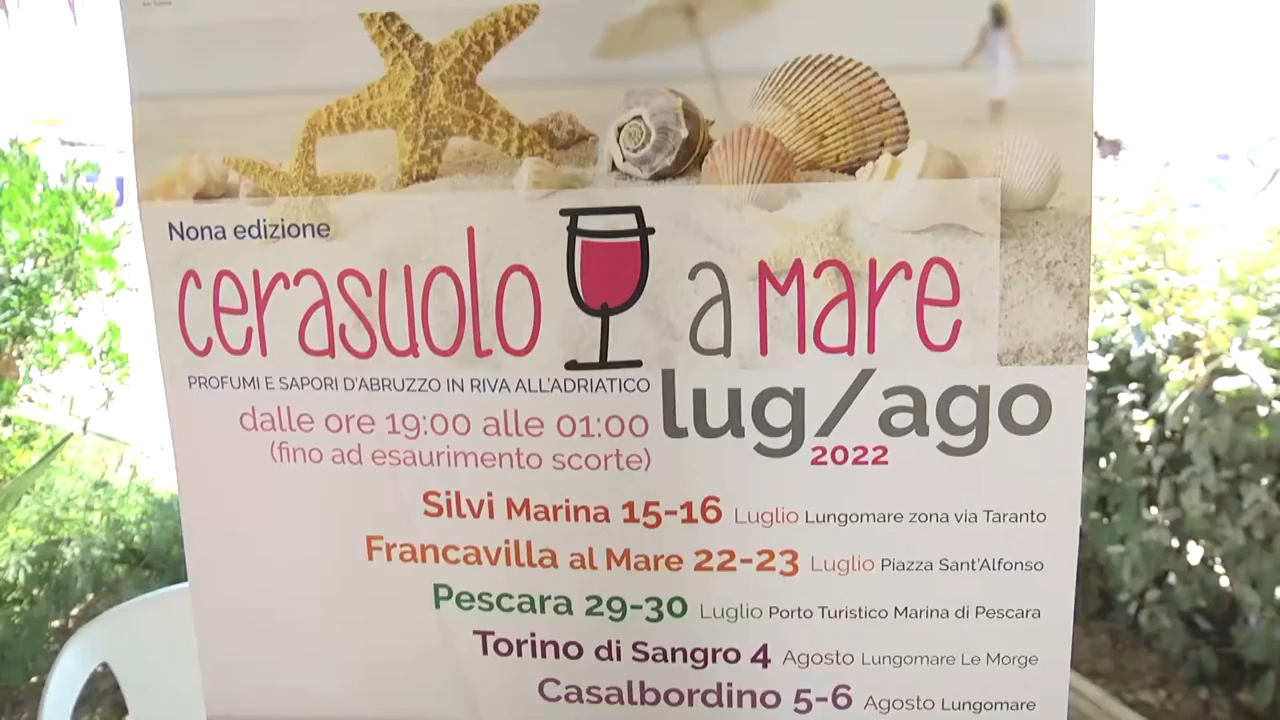 Nona edizione
cerasuolo a mare
PROFUMI E SAPORI D'ABRUZZO IN RIVA ALL'ADRIATICO
dalle ore 19:00 alle 01:00
(fino ad esaurimento scorte)
lug/ago
2022
Silvi Marina 15-16 Luglio Lungomare zona via Taranto
Francavilla al Mare 22-23 Luglio Piazza Sant'Alfonso
Pescara 29-30 Luglio Porto Turistico Marina di Pescara
Torino di Sangro 4 Agosto Lungomare Le Morge
Casalbordino 5-6 Agosto Lungomare